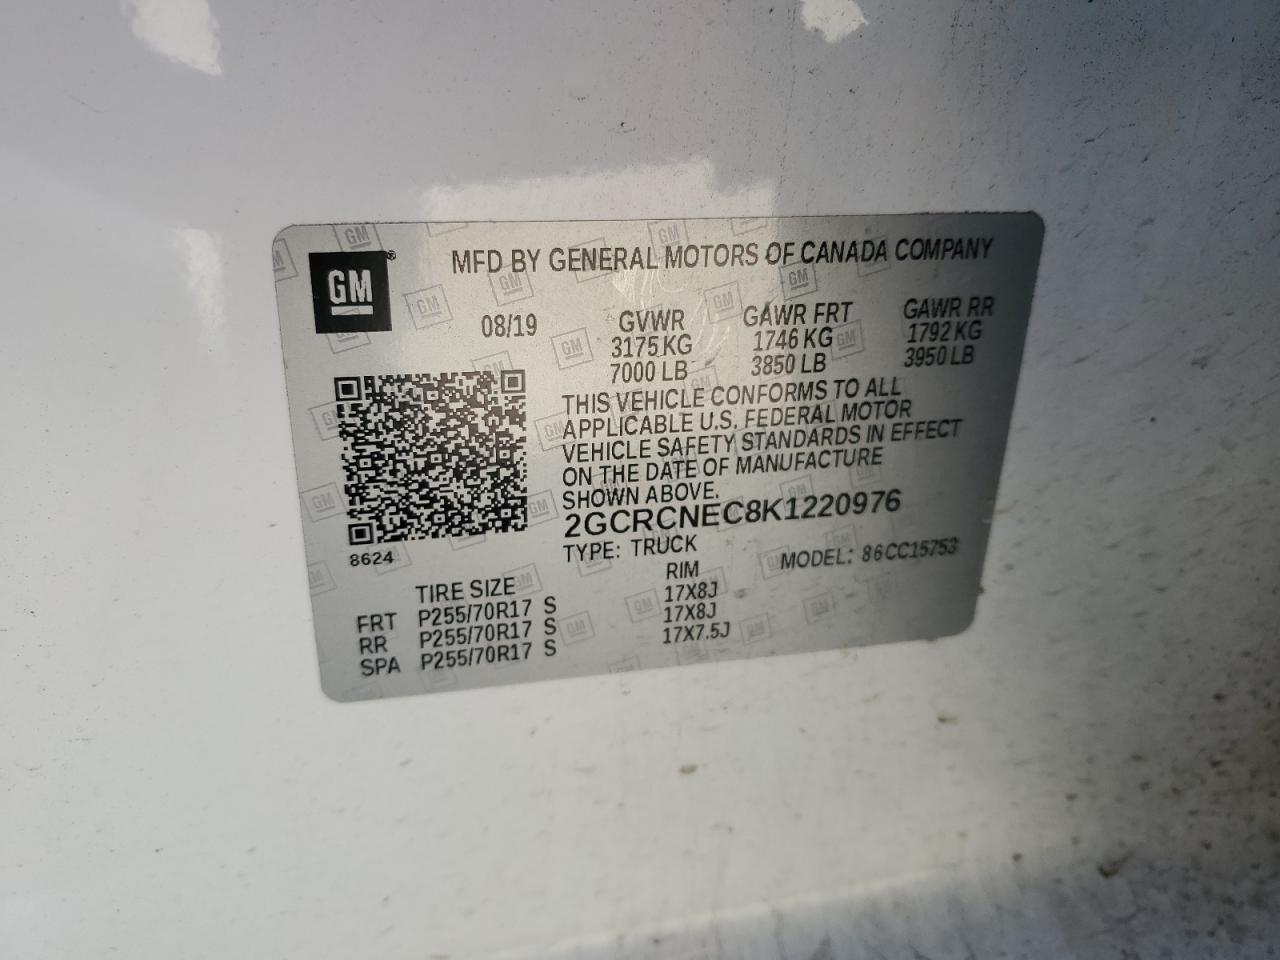 GM®
MFD BY GENERAL MOTORS OF CANADA COMPANY
08/19
GVWR GAWR FRT GAWR RR
3175 KG 1746 KG 1792 KG
7000 LB 3850 LB 3950 LB
THIS VEHICLE CONFORMS TO ALL
APPLICABLE U.S. FEDERAL MOTOR
VEHICLE SAFETY STANDARDS IN EFFECT
ON THE DATE OF MANUFACTURE
SHOWN ABOVE.
2GCRCNEC8K1220976
TYPE: TRUCK MODEL: 86CC15753
8624
TIRE SIZE RIM
FRT P255/70R17 S 17X8J
RR P255/70R17 S 17X8J
SPA P255/70R17 S 17X7.5J